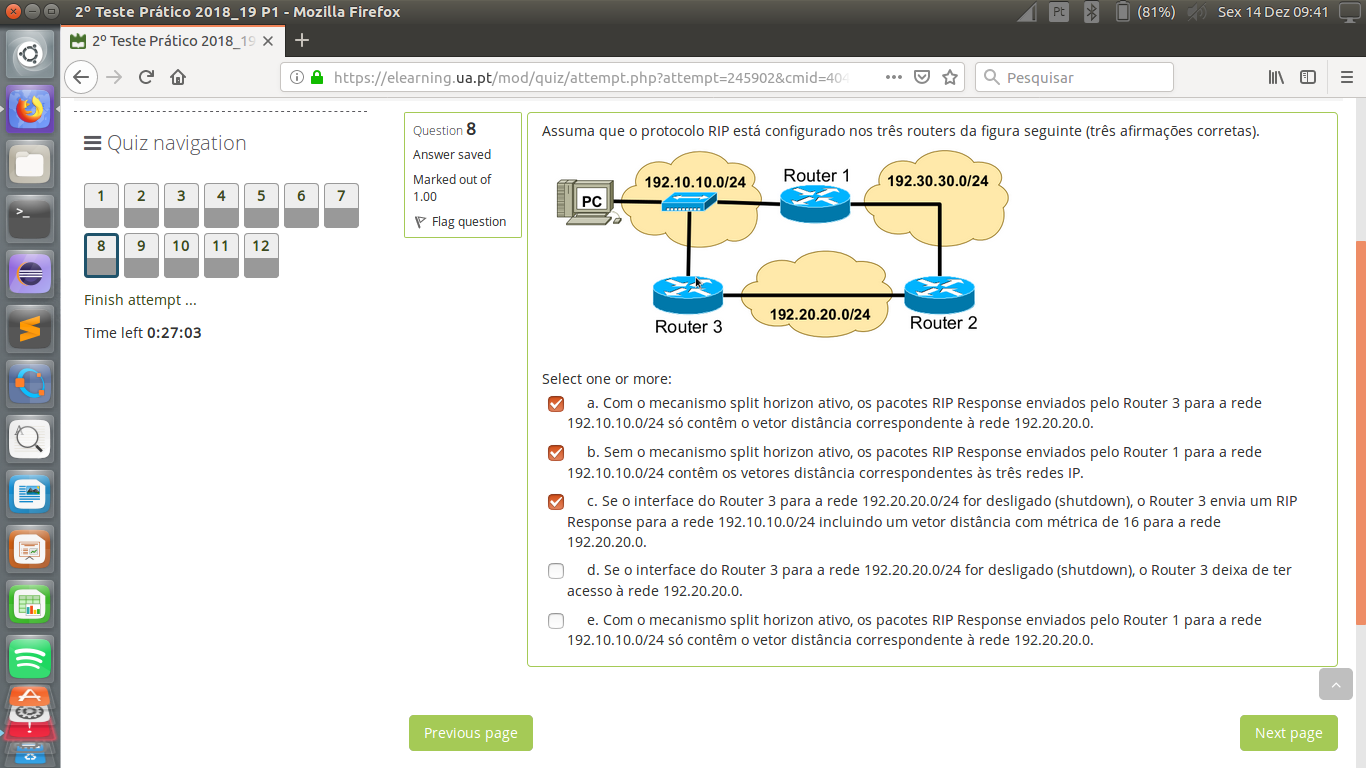 2º Teste Prático 2018_19 P1 - Mozilla Firefox
Pt
(81%)
Sex 14 Dez 09:41
2º Teste Prático 2018_19
https://elearning.ua.pt/mod/quiz/attempt.php?attempt=245902&cmid=404
Pesquisar
Quiz navigation
1 2 3 4 5 6 7
8 9 10 11 12
Finish attempt ...
Time left 0:27:03
Question 8
Answer saved
Marked out of
1.00
Flag question
Assuma que o protocolo RIP está configurado nos três routers da figura seguinte (três afirmações corretas).
PC
192.10.10.0/24
Router 1
192.30.30.0/24
Router 3
192.20.20.0/24
Router 2
Select one or more:
a. Com o mecanismo split horizon ativo, os pacotes RIP Response enviados pelo Router 3 para a rede
192.10.10.0/24 só contêm o vetor distância correspondente à rede 192.20.20.0.
b. Sem o mecanismo split horizon ativo, os pacotes RIP Response enviados pelo Router 1 para a rede
192.10.10.0/24 contêm os vetores distância correspondentes às três redes IP.
c. Se o interface do Router 3 para a rede 192.20.20.0/24 for desligado (shutdown), o Router 3 envia um RIP
Response para a rede 192.10.10.0/24 incluindo um vetor distância com métrica de 16 para a rede
192.20.20.0.
d. Se o interface do Router 3 para a rede 192.20.20.0/24 for desligado (shutdown), o Router 3 deixa de ter
acesso à rede 192.20.20.0.
e. Com o mecanismo split horizon ativo, os pacotes RIP Response enviados pelo Router 1 para a rede
192.10.10.0/24 só contêm o vetor distância correspondente à rede 192.20.20.0.
Previous page
Next page